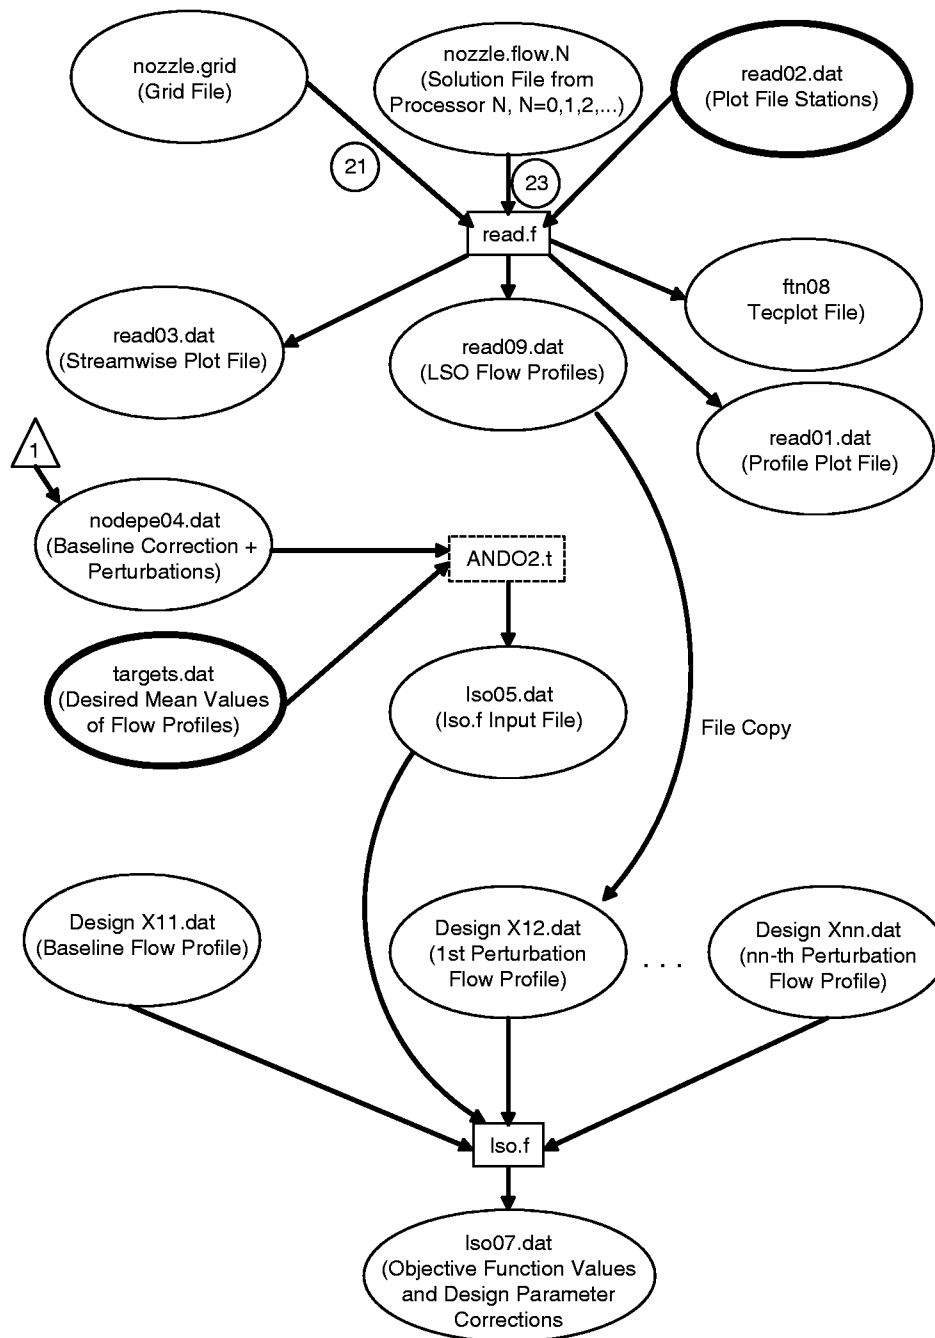 nozzle.grid
(Grid File)
nozzle.flow.N
(Solution File from
Processor N, N=0,1,2,...)
read02.dat
(Plot File Stations)
21
23
read.f
ftn08
Tecplot File)
read03.dat
(Streamwise Plot File)
read09.dat
(LSO Flow Profiles)
read01.dat
(Profile Plot File)
1
nodepe04.dat
(Baseline Correction +
Perturbations)
ANDO2.t
targets.dat
(Desired Mean Values
of Flow Profiles)
lso05.dat
(lso.f Input File)
File Copy
Design X11.dat
(Baseline Flow Profile)
Design X12.dat
(1st Perturbation
Flow Profile)
. . .
Design Xnn.dat
(nn-th Perturbation
Flow Profile)
lso.f
lso07.dat
(Objective Function Values
and Design Parameter
Corrections)